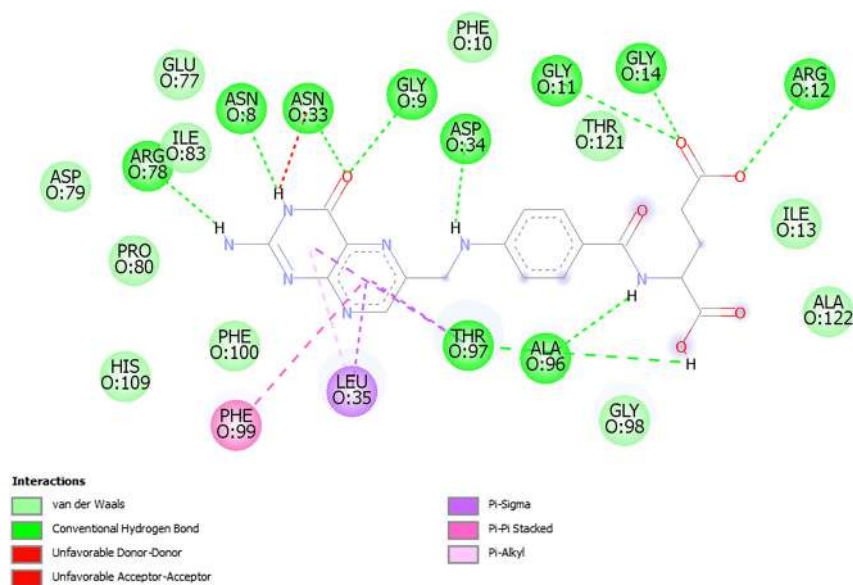 PHE
O:10
GLU
O:77
GLY
O:14
GLY
O:11
ARG
O:12
GLY
O:9
ASN
O:8
ASN
O:33
ASP
O:34
THR
O:121
ILE
O:83
ARG
O:78
ASP
O:79
H
H
O
H
O
O
O
N
N
N
H
N
N
N
N
N
H
O
O
H
ILE
O:13
PRO
O:80
ALA
O:122
PHE
O:100
THR
O:97
ALA
O:96
HIS
O:109
LEU
O:35
PHE
O:99
GLY
O:98
Interactions
van der Waals
Conventional Hydrogen Bond
Unfavorable Donor-Donor
Unfavorable Acceptor-Acceptor
Pi-Sigma
Pi-Pi Stacked
Pi-Alkyl